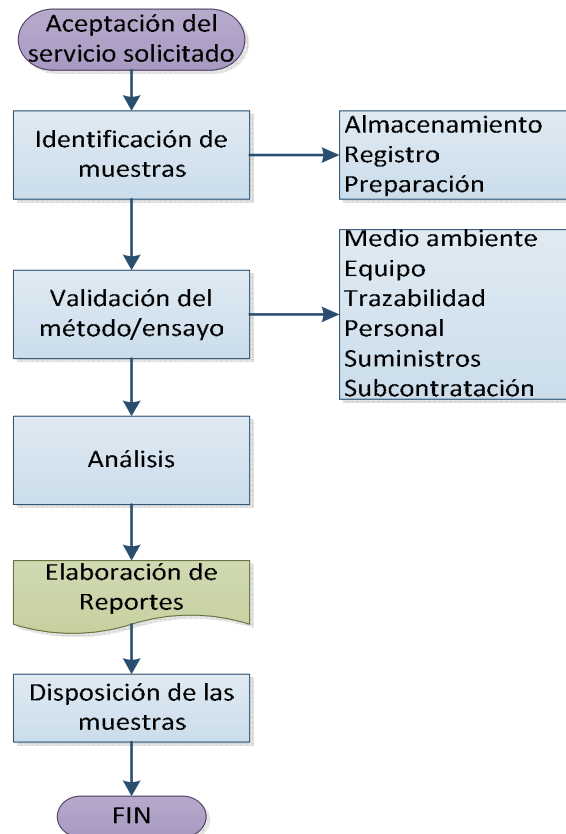 Aceptación del
servicio solicitado
Identificación de
muestras
Almacenamiento
Registro
Preparación
Validación del
método/ensayo
Medio ambiente
Equipo
Trazabilidad
Personal
Suministros
Subcontratación
Análisis
Elaboración de
Reportes
Disposición de las
muestras
FIN